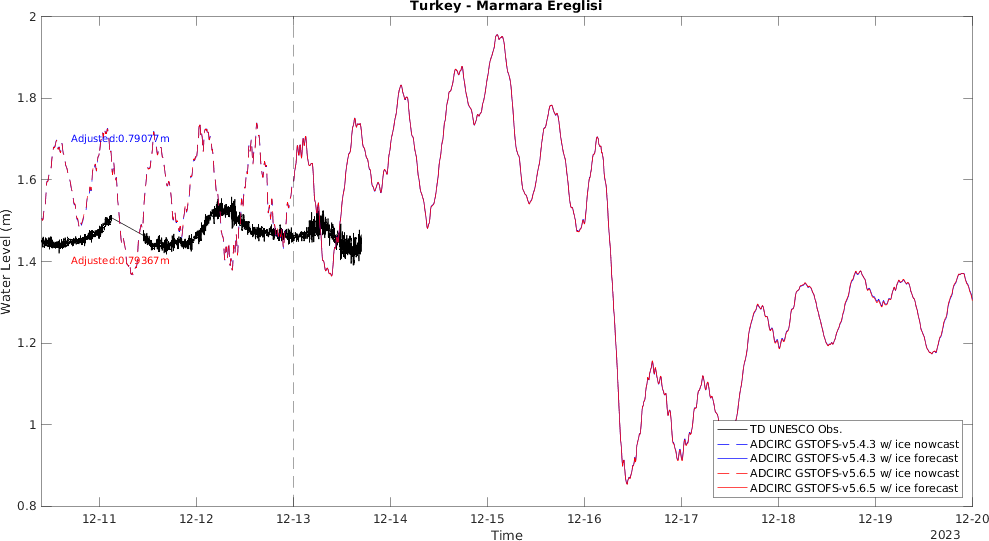 Turkey - Marmara Ereglisi
2
1.8
1.6
1.4
1.2
1
0.8
Water Level (m)
Adjusted:0.79077m
Adjusted:0.79367m
TD UNESCO Obs.
ADCIRC GSTOFS-v5.4.3 w/ ice nowcast
ADCIRC GSTOFS-v5.4.3 w/ ice forecast
ADCIRC GSTOFS-v5.6.5 w/ ice nowcast
ADCIRC GSTOFS-v5.6.5 w/ ice forecast
12-11 12-12 12-13 12-14 12-15 12-16 12-17 12-18 12-19 12-20
Time
2023